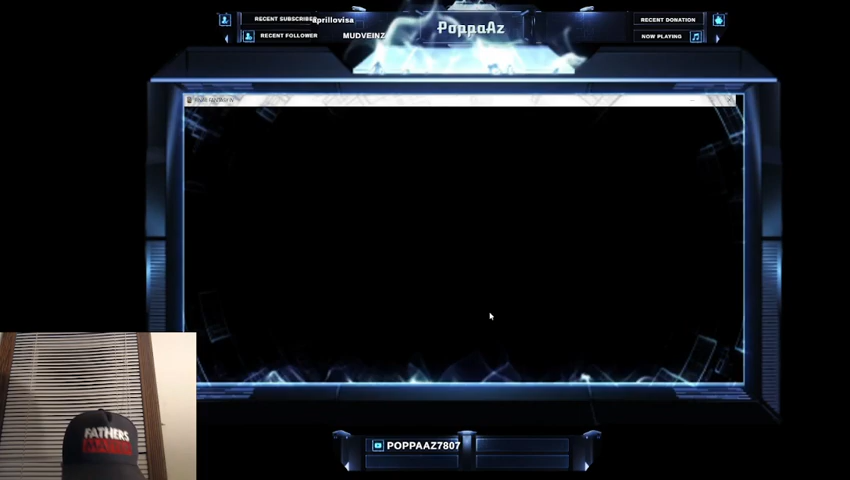 RECENT SUBSCRIBER
aprillovisa
PoppaAz
RECENT DONATION
RECENT FOLLOWER
MUDVEINZ
NOW PLAYING
FATHERS
POPPAAZ7807